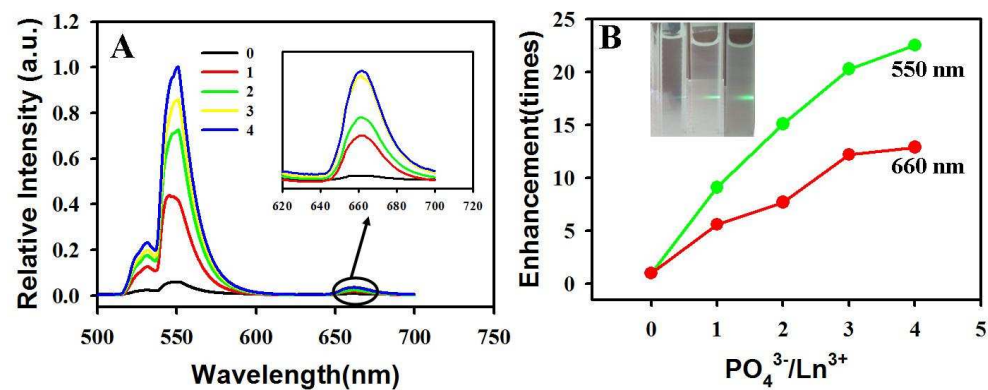 A
Relative Intensity (a.u.)
1.2
1.0
0.8
0.6
0.4
0.2
0.0
0
1
2
3
4
620 640 660 680 700 720
500 550 600 650 700 750
Wavelength(nm)
B
Enhancement(times)
25
20
15
10
5
0
550 nm
660 nm
0 1 2 3 4 5
PO₄³⁻/Ln³⁺